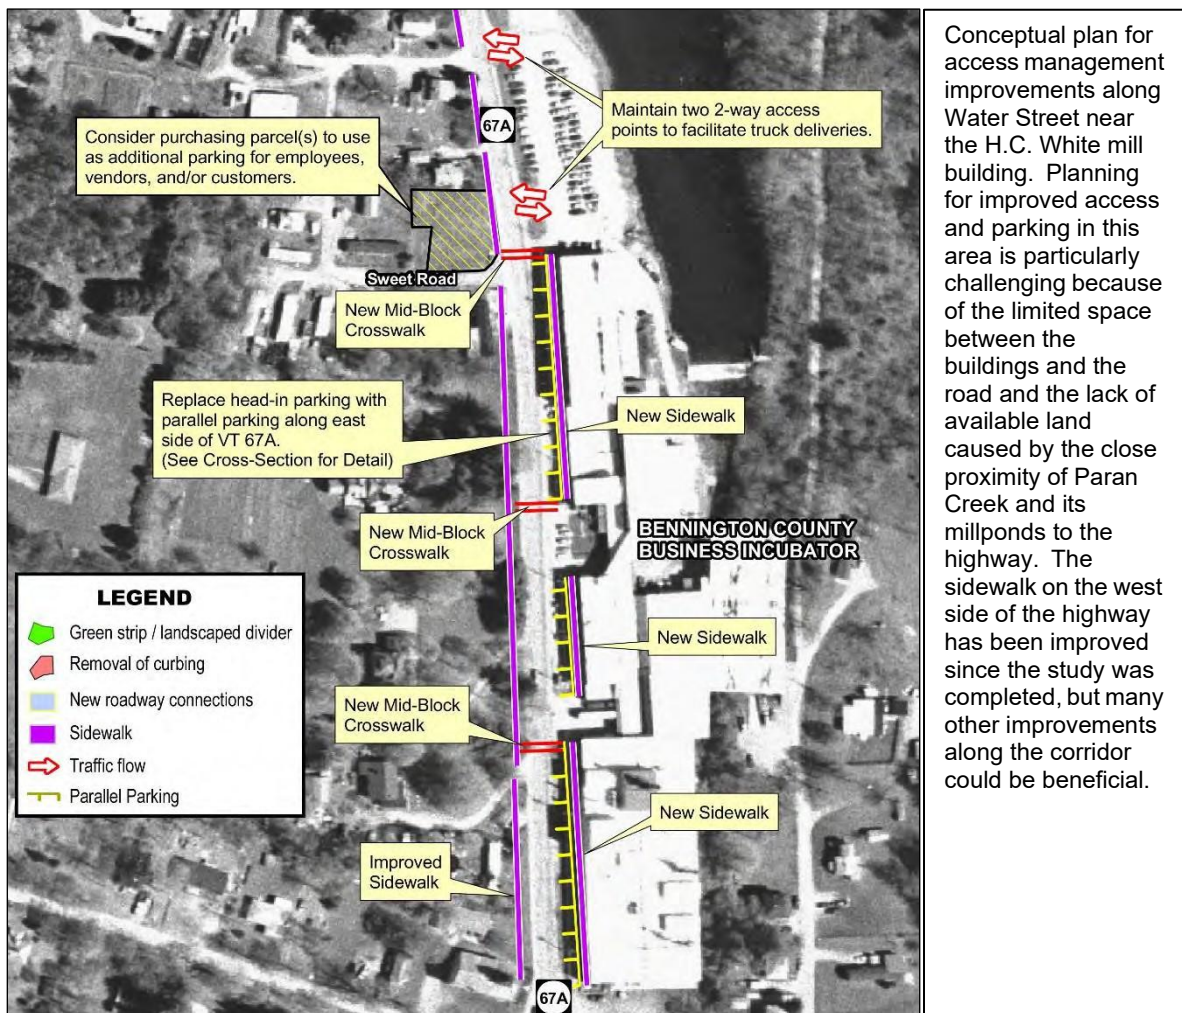 67A
Maintain two 2-way access
points to facilitate truck deliveries.
Consider purchasing parcel(s) to use
as additional parking for employees,
vendors, and/or customers.
Sweet Road
New Mid-Block
Crosswalk
Replace head-in parking with
parallel parking along east
side of VT 67A.
(See Cross-Section for Detail)
New Sidewalk
New Mid-Block
Crosswalk
BENNINGTON COUNTY
BUSINESS INCUBATOR
LEGEND
Green strip / landscaped divider
Removal of curbing
New roadway connections
Sidewalk
Traffic flow
Parallel Parking
New Sidewalk
New Mid-Block
Crosswalk
New Sidewalk
Improved
Sidewalk
67A
Conceptual plan for
access management
improvements along
Water Street near
the H.C. White mill
building.  Planning
for improved access
and parking in this
area is particularly
challenging because
of the limited space
between the
buildings and the
road and the lack of
available land
caused by the close
proximity of Paran
Creek and its
millponds to the
highway.  The
sidewalk on the west
side of the highway
has been improved
since the study was
completed, but many
other improvements
along the corridor
could be beneficial.